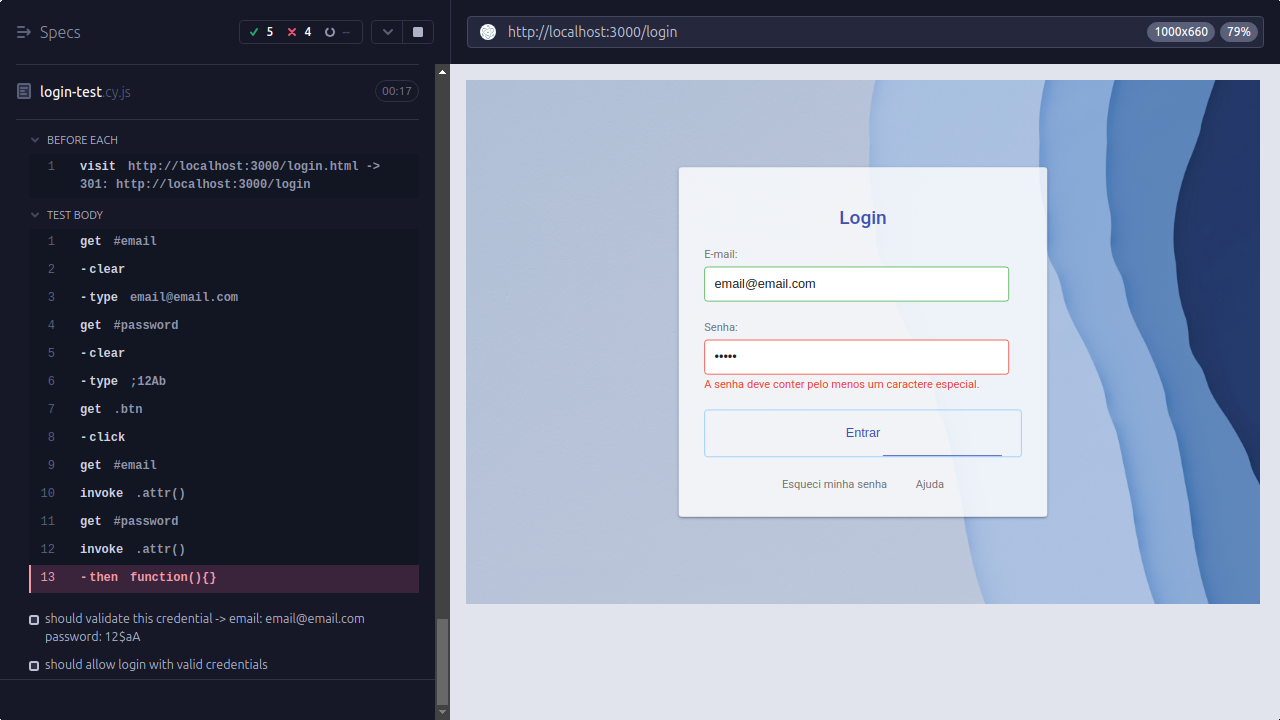 Specs
5 4 --
http://localhost:3000/login
1000x660 79%
login-test.cy.js 00:17
BEFORE EACH
1 visit http://localhost:3000/login.html ->
301: http://localhost:3000/login
TEST BODY
1 get #email
2 -clear
3 -type email@email.com
4 get #password
5 -clear
6 -type ;12Ab
7 get .btn
8 -click
9 get #email
10 invoke .attr()
11 get #password
12 invoke .attr()
13 -then function(){}
should validate this credential -> email: email@email.com
password: 12$aA
should allow login with valid credentials
Login
E-mail:
email@email.com
Senha:
•••••
A senha deve conter pelo menos um caractere especial.
Entrar
Esqueci minha senha Ajuda